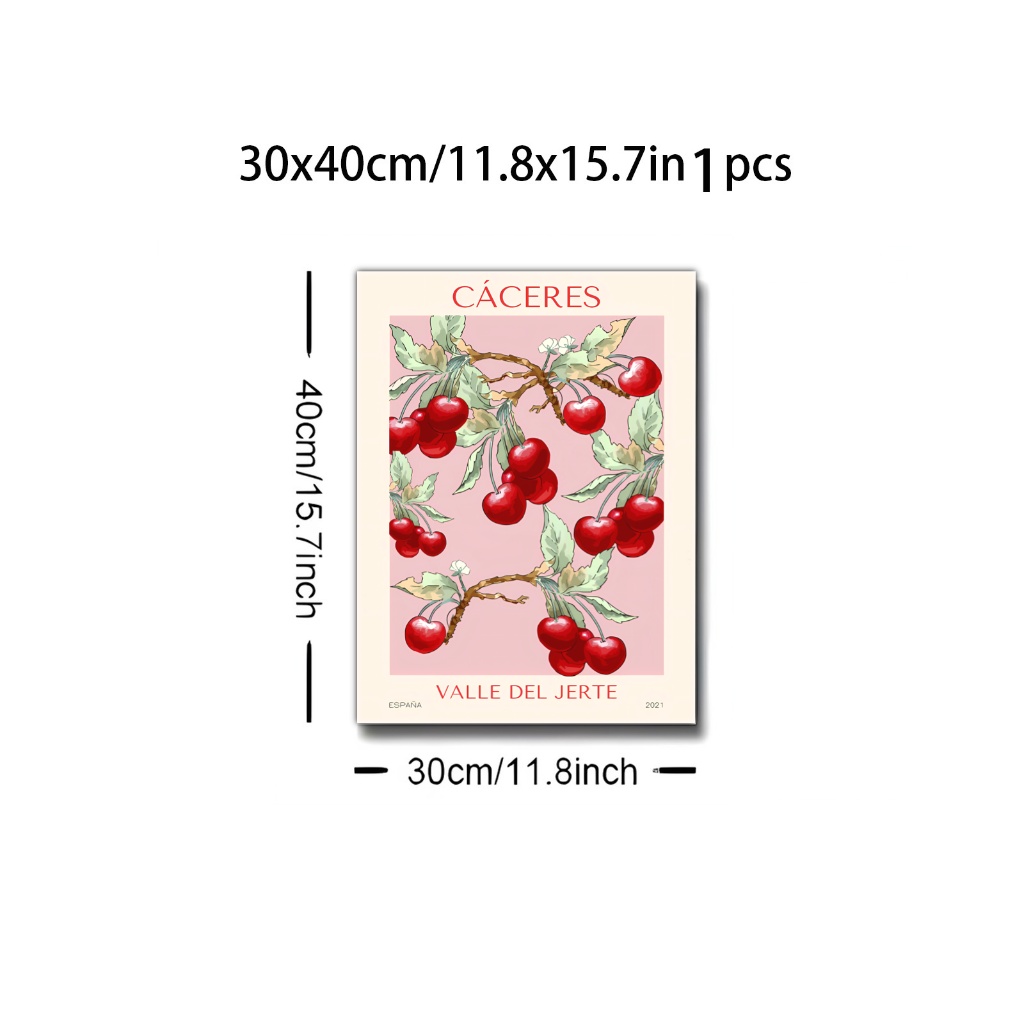 30x40cm/11.8x15.7in 1 pcs
CÁCERES
40cm/15.7inch
VALLE DEL JERTE
ESPAÑA 2021
30cm/11.8inch